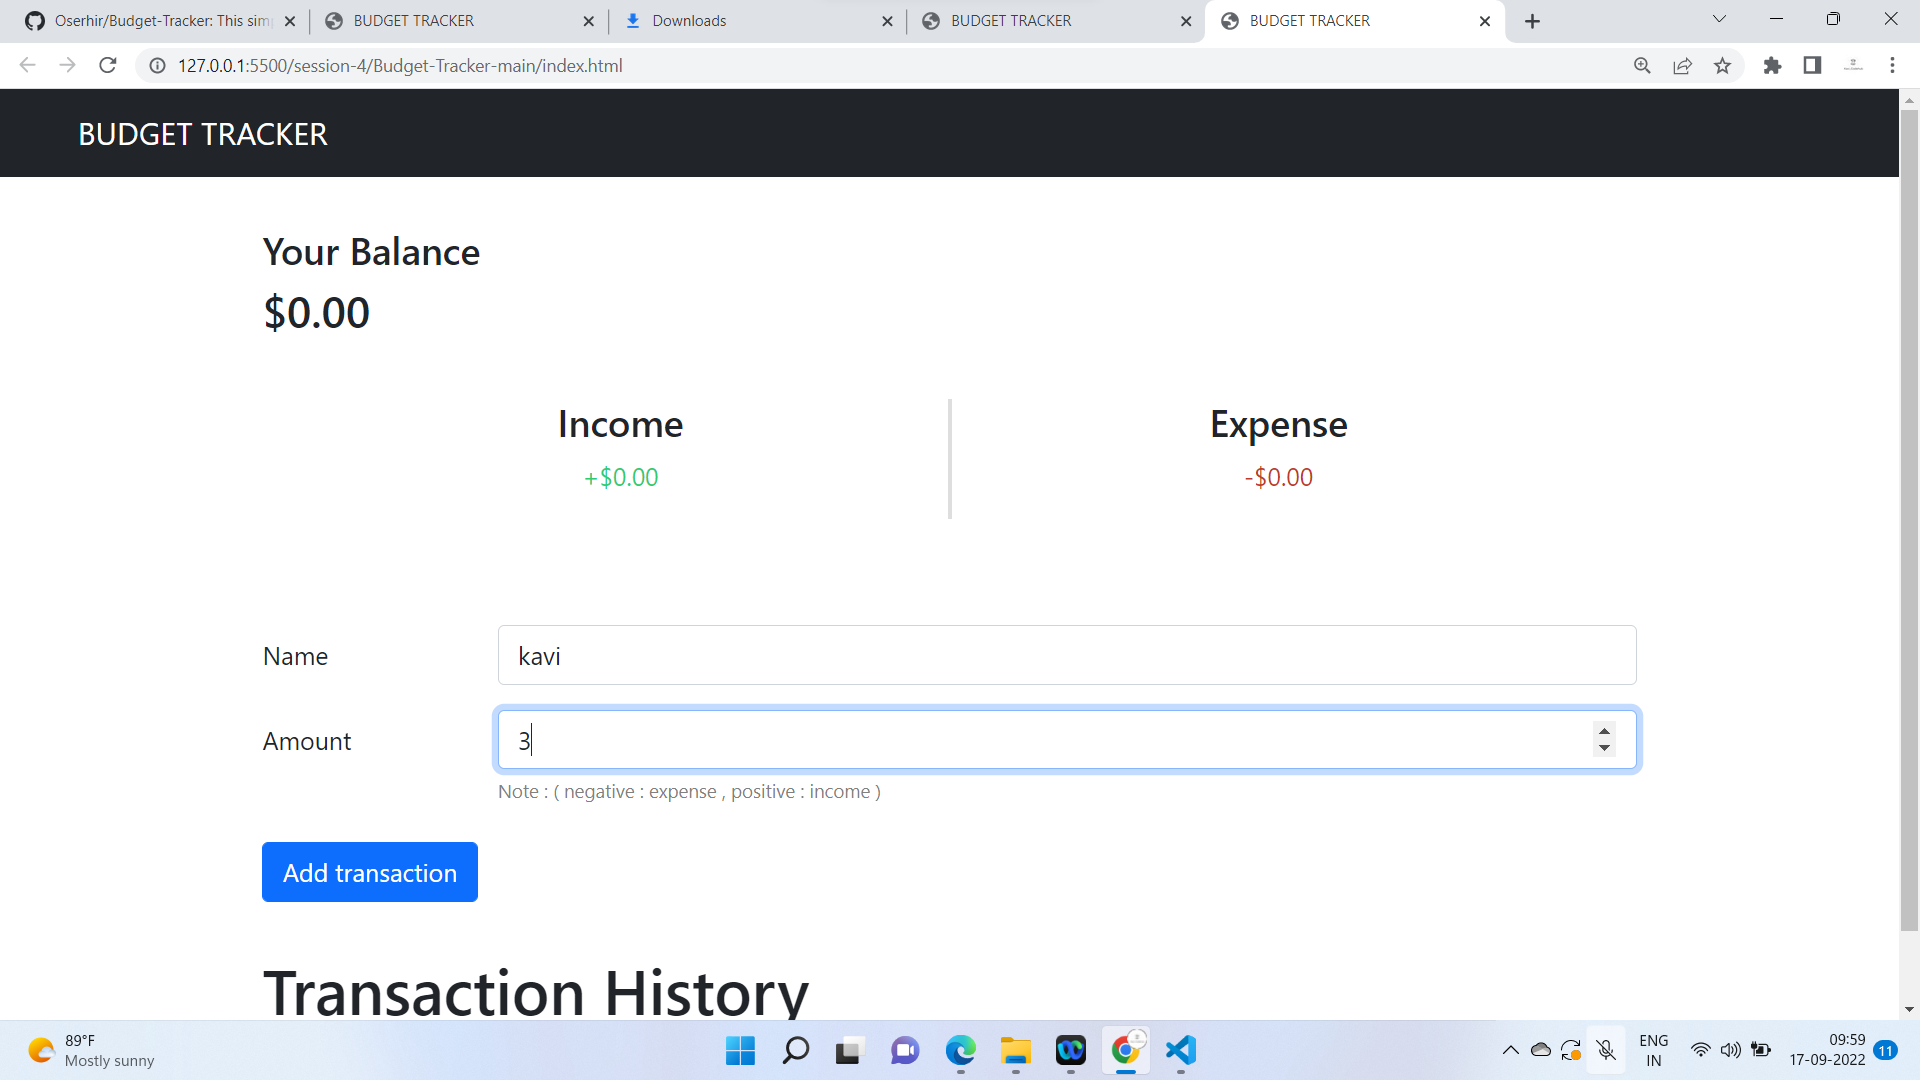 Oserhir/Budget-Tracker: This sim
BUDGET TRACKER
Downloads
BUDGET TRACKER
BUDGET TRACKER
127.0.0.1:5500/session-4/Budget-Tracker-main/index.html
BUDGET TRACKER
Your Balance
$0.00
Income
Expense
+$0.00
-$0.00
Name
kavi
Amount
3
Note : ( negative : expense , positive : income )
Add transaction
Transaction History
89°F
Mostly sunny
ENG
IN
09:59
17-09-2022
11